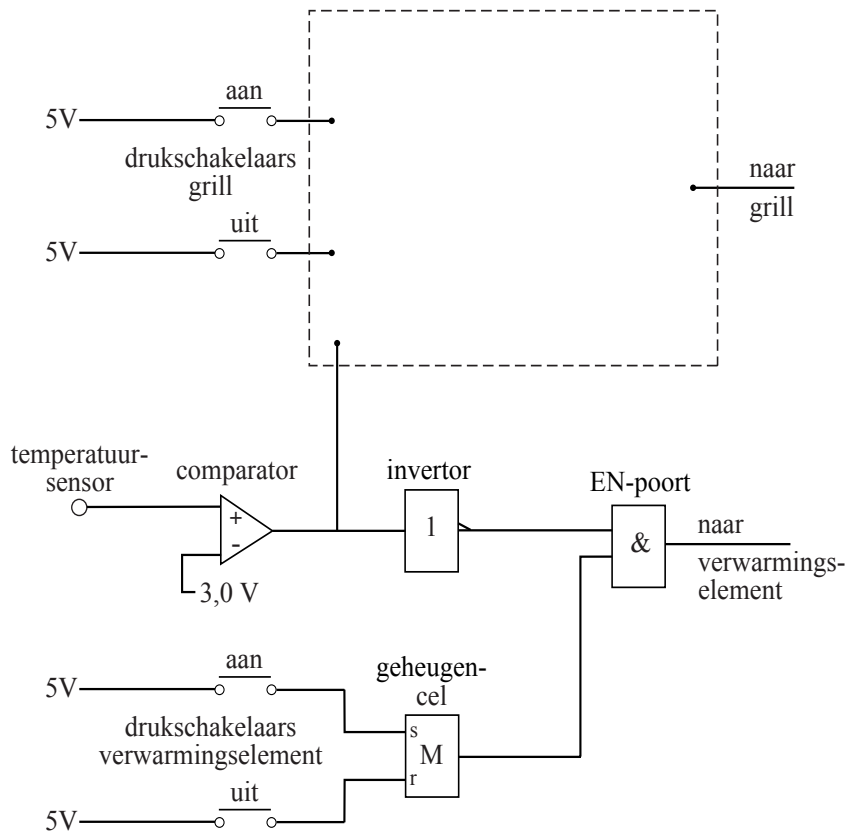 aan
5V
drukschakelaars
grill
naar
grill
uit
5V
temperatuur-
sensor
comparator
invertor
EN-poort
+
-
1
&
naar
verwarmings-
element
3,0 V
aan
5V
geheugen-
cel
drukschakelaars
verwarmingselement
s
M
r
uit
5V